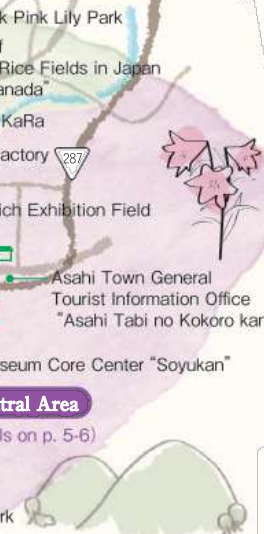 k Pink Lily Park
f
Rice Fields in Japan
anada"
KaRa
actory
287
ich Exhibition Field
Asahi Town General
Tourist Information Office
"Asahi Tabi no Kokoro kan
seum Core Center "Soyukan"
tral Area
ls on p. 5-6)
rk